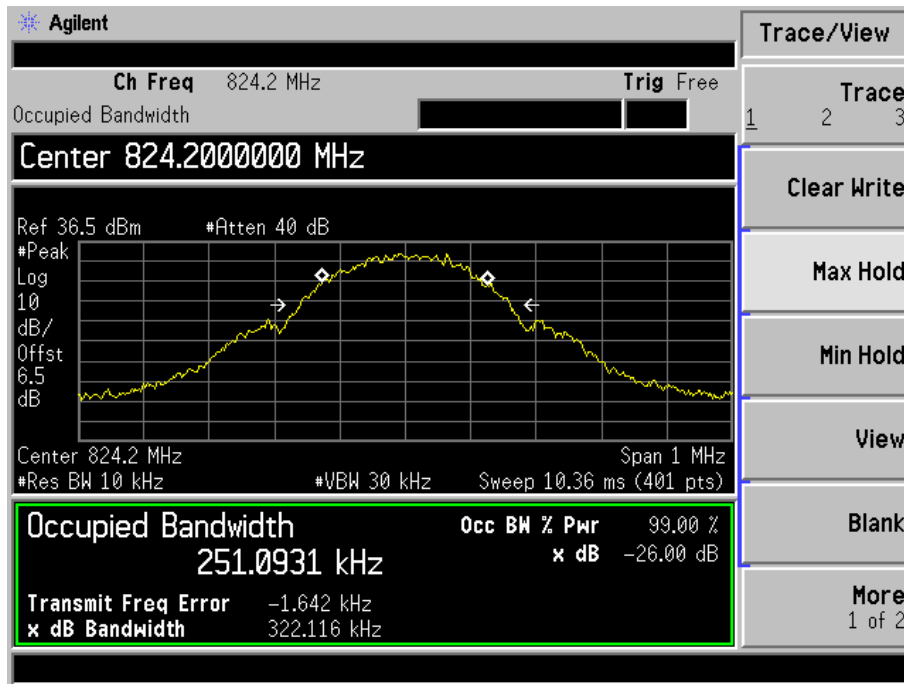 Agilent
Ch Freq 824.2 MHz Trig Free
Occupied Bandwidth
Center 824.2000000 MHz
Ref 36.5 dBm #Atten 40 dB
#Peak
Log
10
dB/
Offst
6.5
dB
Center 824.2 MHz Span 1 MHz
#Res BW 10 kHz #VBW 30 kHz Sweep 10.36 ms (401 pts)
Occupied Bandwidth
251.0931 kHz
Occ BW % Pwr 99.00 %
x dB -26.00 dB
Transmit Freq Error -1.642 kHz
x dB Bandwidth 322.116 kHz
Trace/View
Trace
1 2 3
Clear Write
Max Hold
Min Hold
View
Blank
More
1 of 2